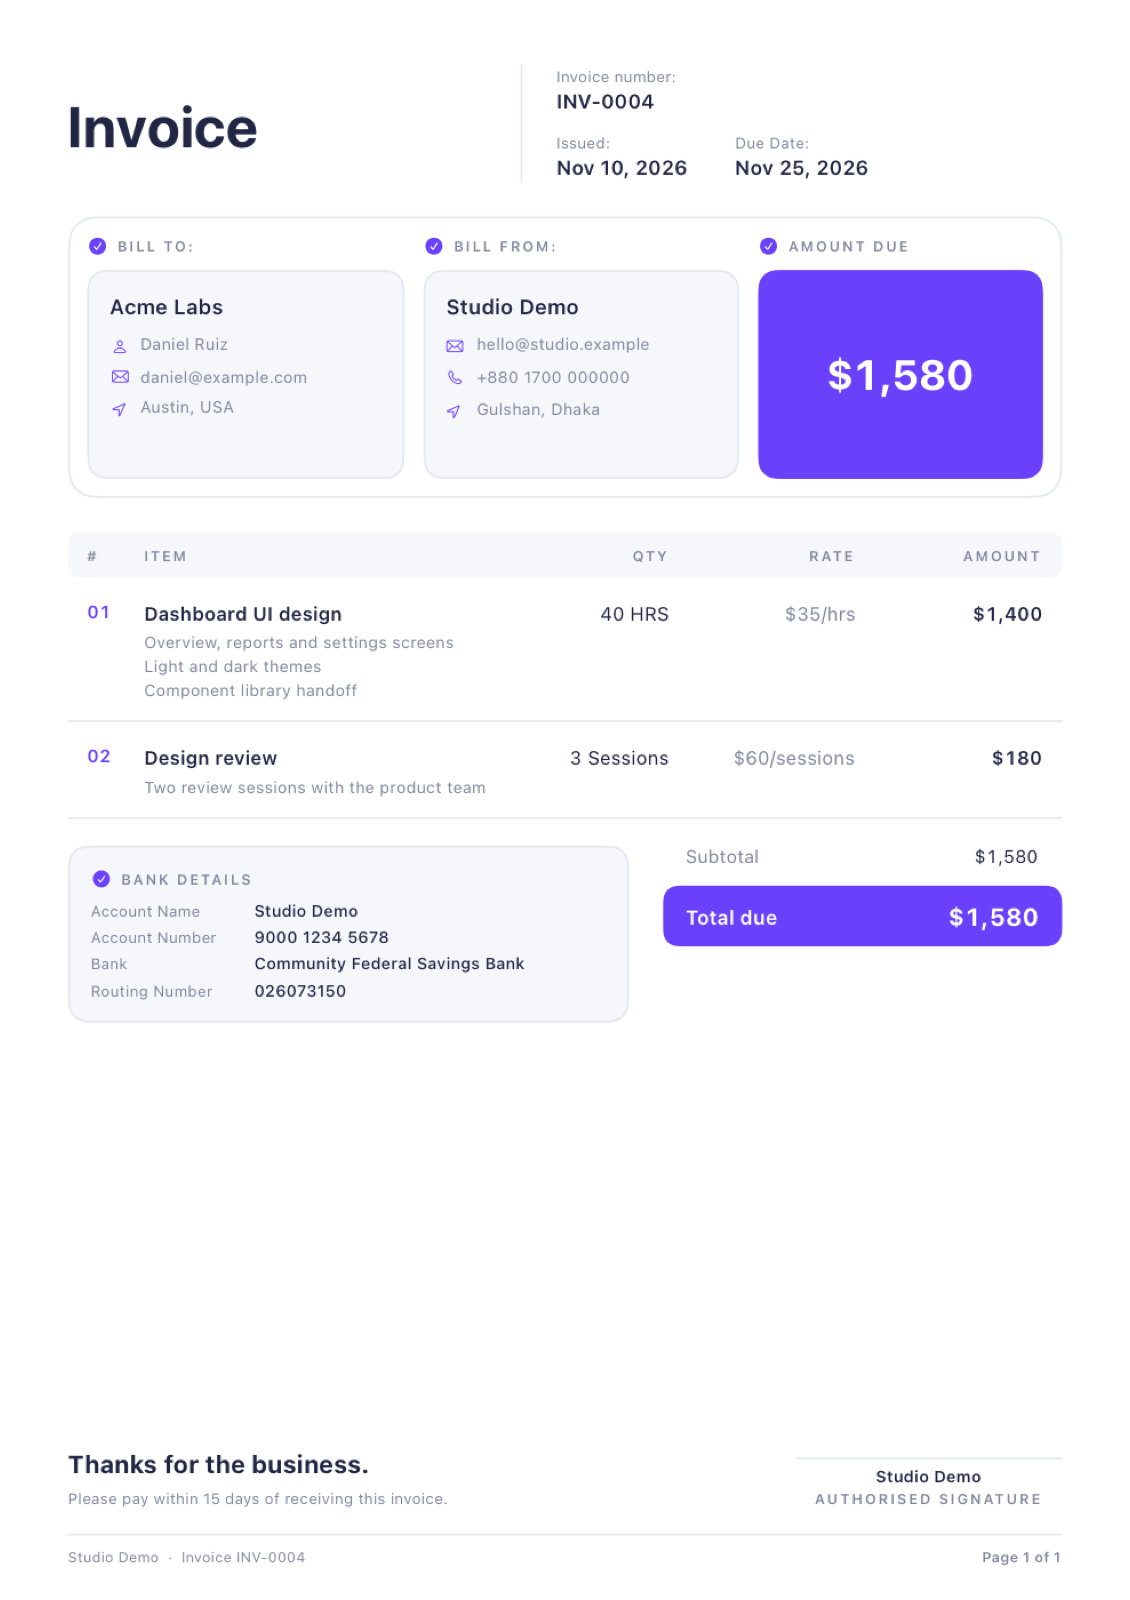 Invoice
Invoice number:
INV-0004
Issued:
Nov 10, 2026
Due Date:
Nov 25, 2026
BILL TO:
Acme Labs
Daniel Ruiz
daniel@example.com
Austin, USA
BILL FROM:
Studio Demo
hello@studio.example
+880 1700 000000
Gulshan, Dhaka
AMOUNT DUE
$1,580
# ITEM QTY RATE AMOUNT
01 Dashboard UI design 40 HRS $35/hrs $1,400
Overview, reports and settings screens
Light and dark themes
Component library handoff
02 Design review 3 Sessions $60/sessions $180
Two review sessions with the product team
BANK DETAILS
Account Name Studio Demo
Account Number 9000 1234 5678
Bank Community Federal Savings Bank
Routing Number 026073150
Subtotal $1,580
Total due $1,580
Thanks for the business.
Please pay within 15 days of receiving this invoice.
Studio Demo
AUTHORISED SIGNATURE
Studio Demo · Invoice INV-0004
Page 1 of 1